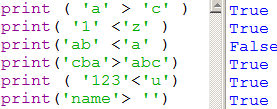 print ( 'a' > 'c' ) True
print( '1' <'z' ) True
print('ab' <'a' ) False
print('cba'>'abc') True
print ( '123'<'u') True
print('name'> '') True